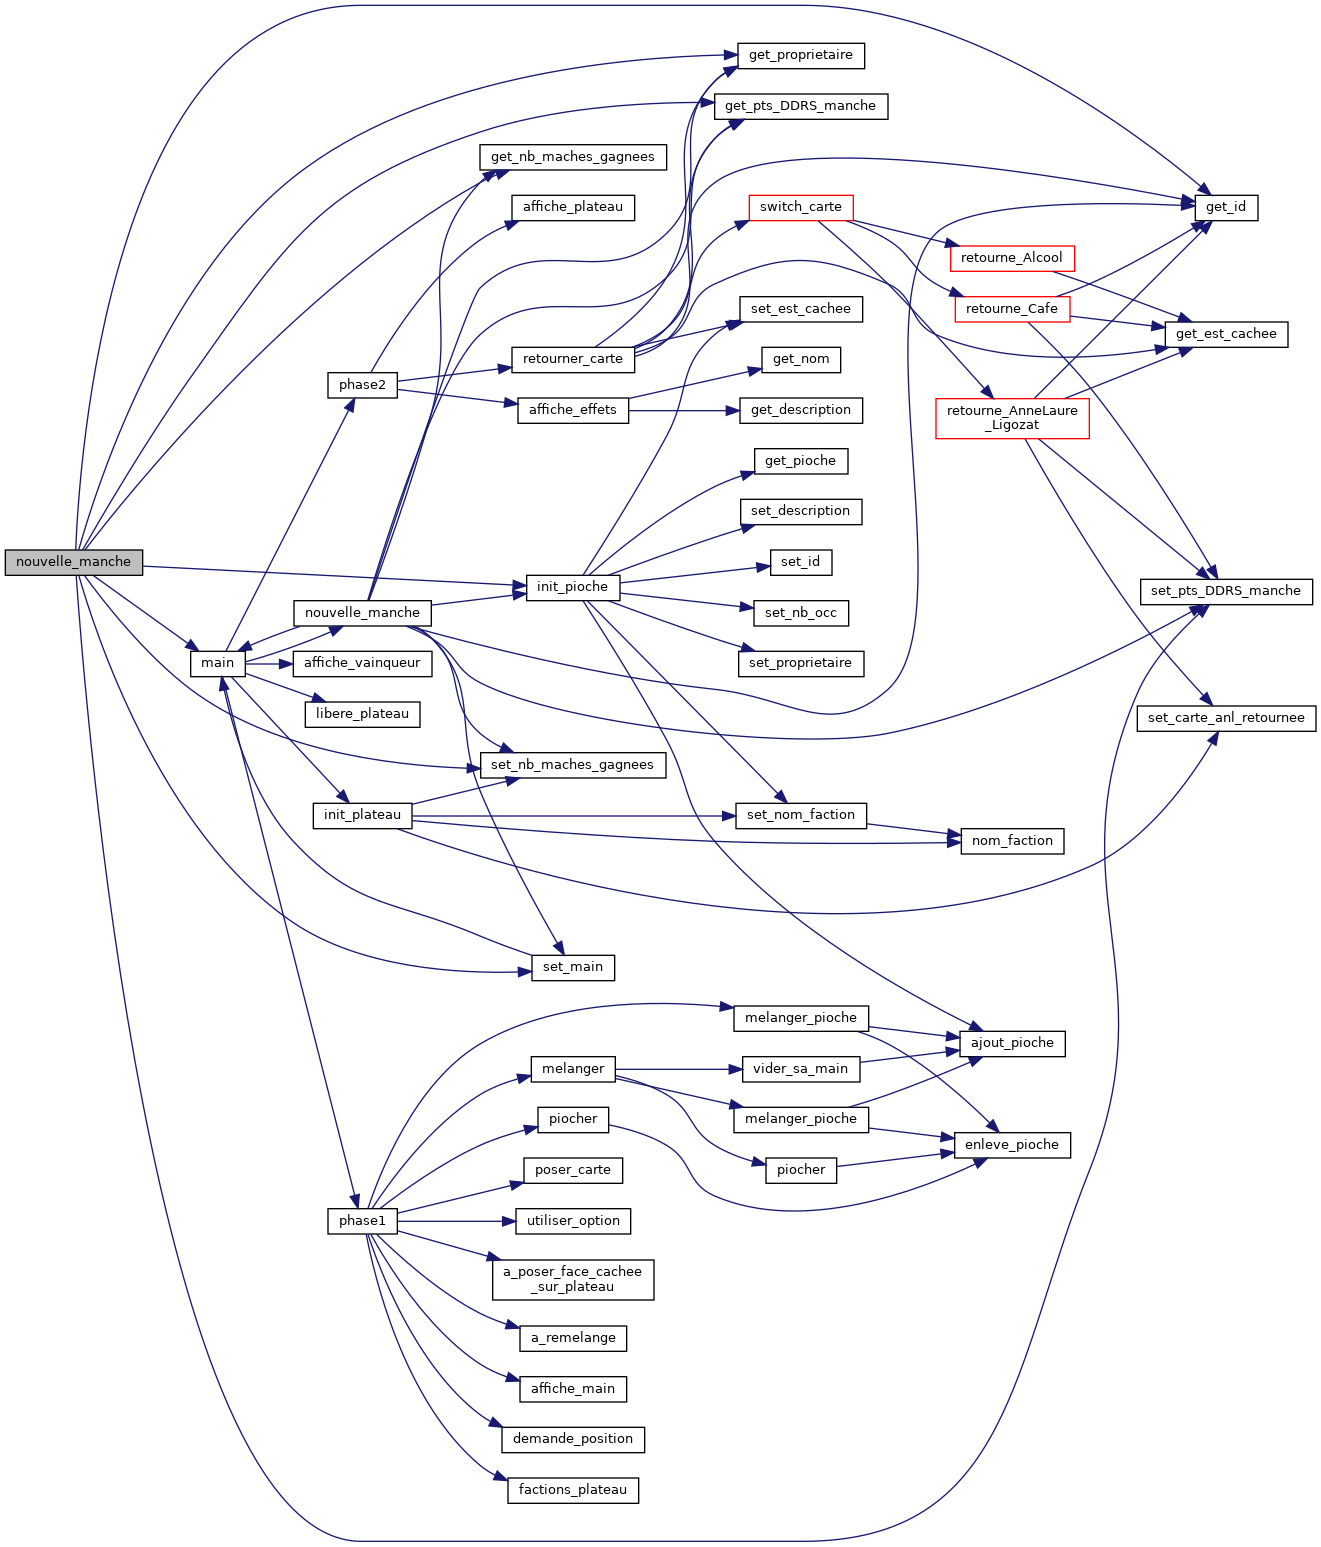 get_proprietaire
get_pts_DDRS_manche
get_nb_maches_gagnees
affiche_plateau
switch_carte
get_id
retourne_Alcool
set_est_cachee
retourne_Cafe
get_est_cachee
retourner_carte
get_nom
phase2
affiche_effets
get_description
retourne_AnneLaure
_Ligozat
get_pioche
set_description
nouvelle_manche
set_id
init_pioche
set_pts_DDRS_manche
nouvelle_manche
set_nb_occ
main
affiche_vainqueur
set_proprietaire
libere_plateau
set_carte_anl_retournee
set_nb_maches_gagnees
init_plateau
set_nom_faction
nom_faction
set_main
melanger_pioche
ajout_pioche
melanger
vider_sa_main
piocher
melanger_pioche
enleve_pioche
poser_carte
piocher
phase1
utiliser_option
a_poser_face_cachee
_sur_plateau
a_remelange
affiche_main
demande_position
factions_plateau